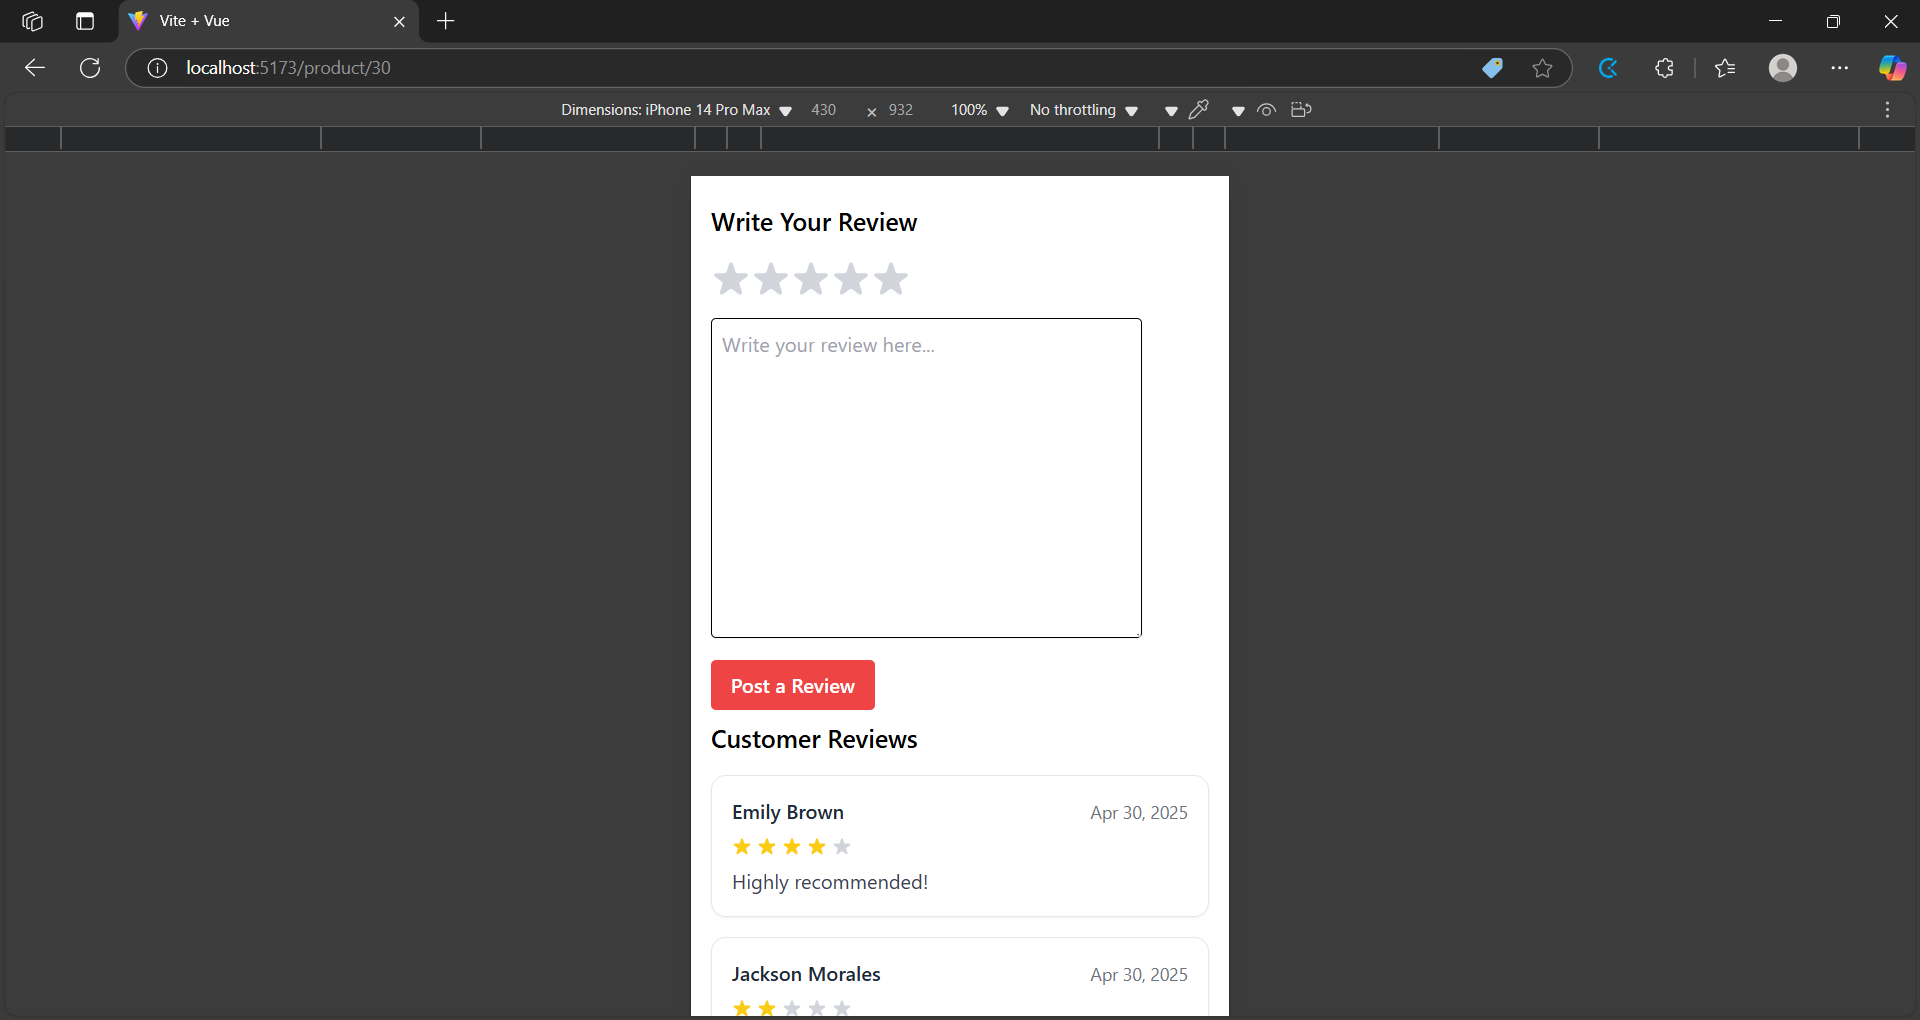 Vite + Vue
localhost:5173/product/30
Dimensions: iPhone 14 Pro Max 430 × 932 100% No throttling
Write Your Review
Write your review here...
Post a Review
Customer Reviews
Emily Brown Apr 30, 2025
Highly recommended!
Jackson Morales Apr 30, 2025